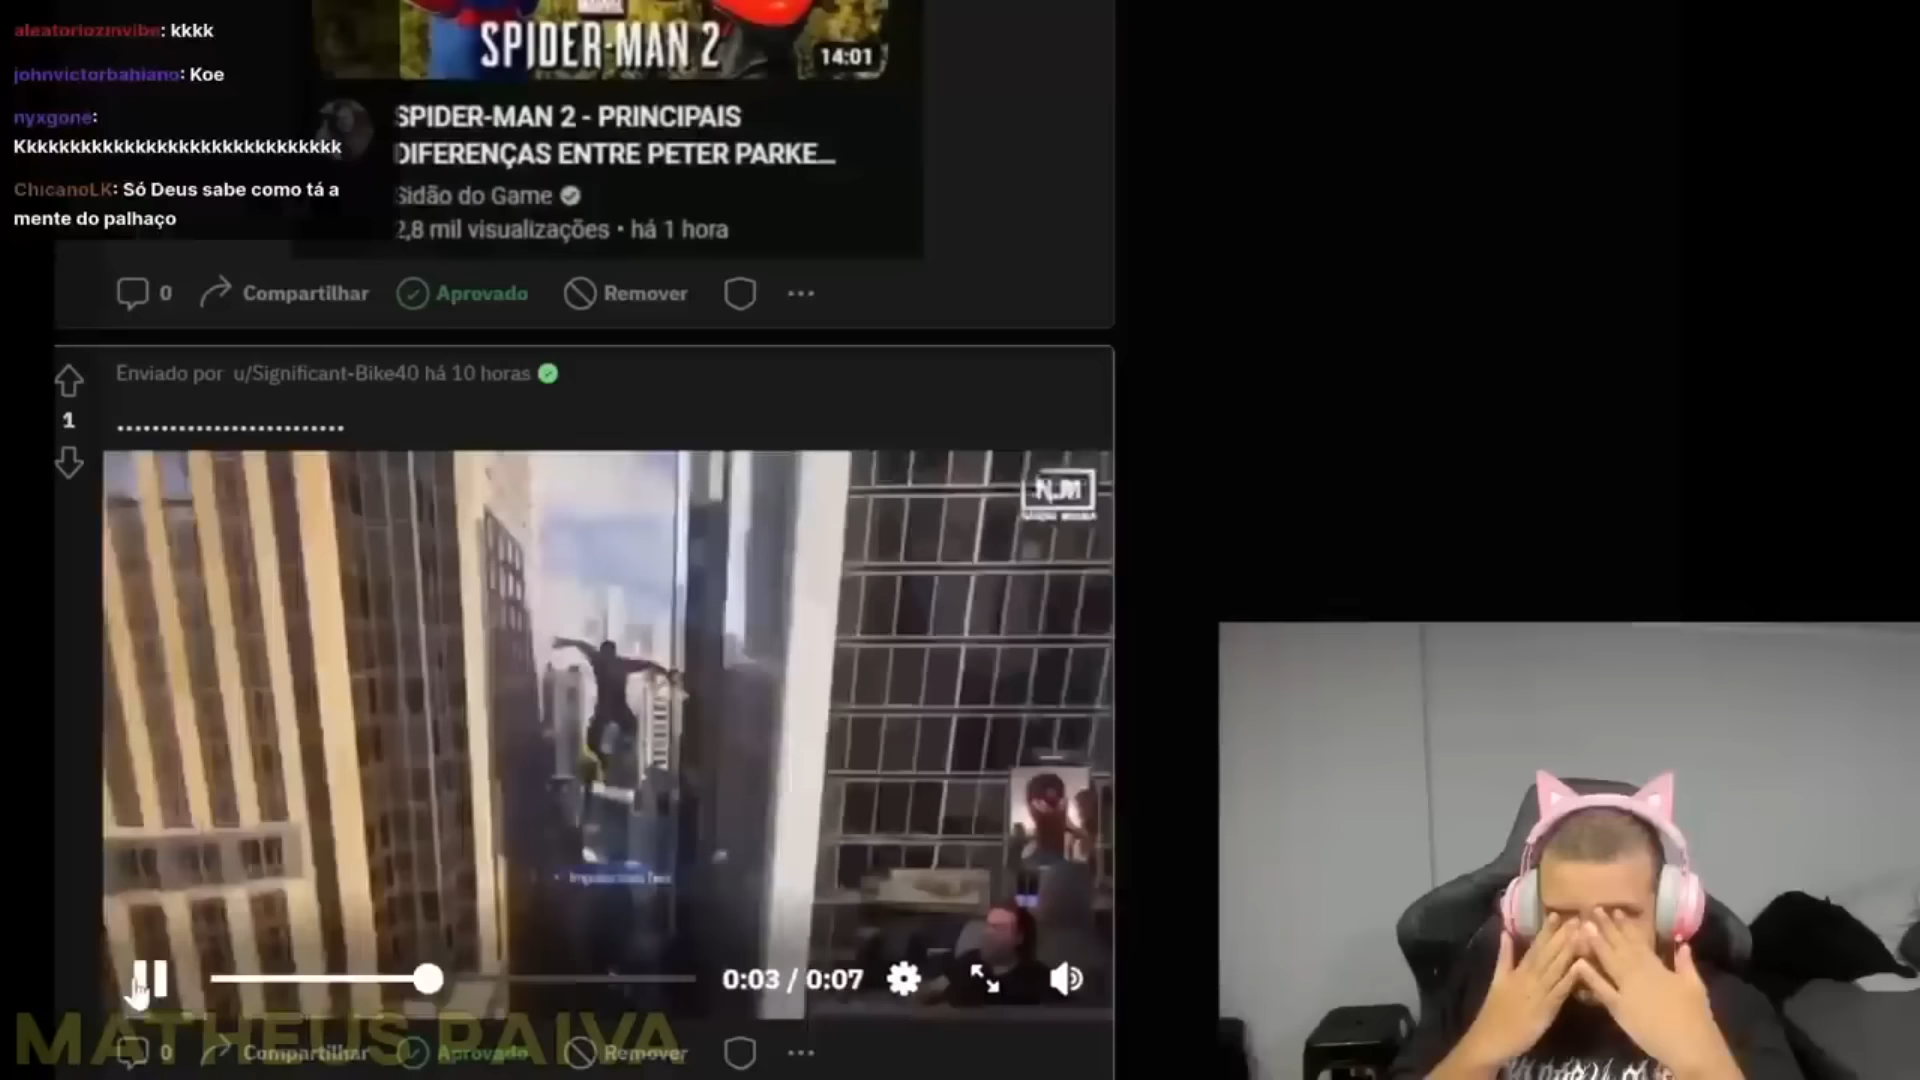 aleatoriozinvibe: kkkk
johnvictorbahiano: Koe
nyxgone:
Kkkkkkkkkkkkkkkkkkkkkkkkkkkkk
ChicanoLK: Só Deus sabe como tá a
mente do palhaço
MARVEL
SPIDER-MAN 2
14:01
SPIDER-MAN 2 - PRINCIPAIS
DIFERENÇAS ENTRE PETER PARKE...
Sidão do Game
2,8 mil visualizações • há 1 hora
0 Compartilhar Aprovado Remover ...
Enviado por u/Significant-Bike40 há 10 horas
1
..........................
N.M
0:03 / 0:07
MATHEUS PAIVA
0 Compartilhar Aprovado Remover ...